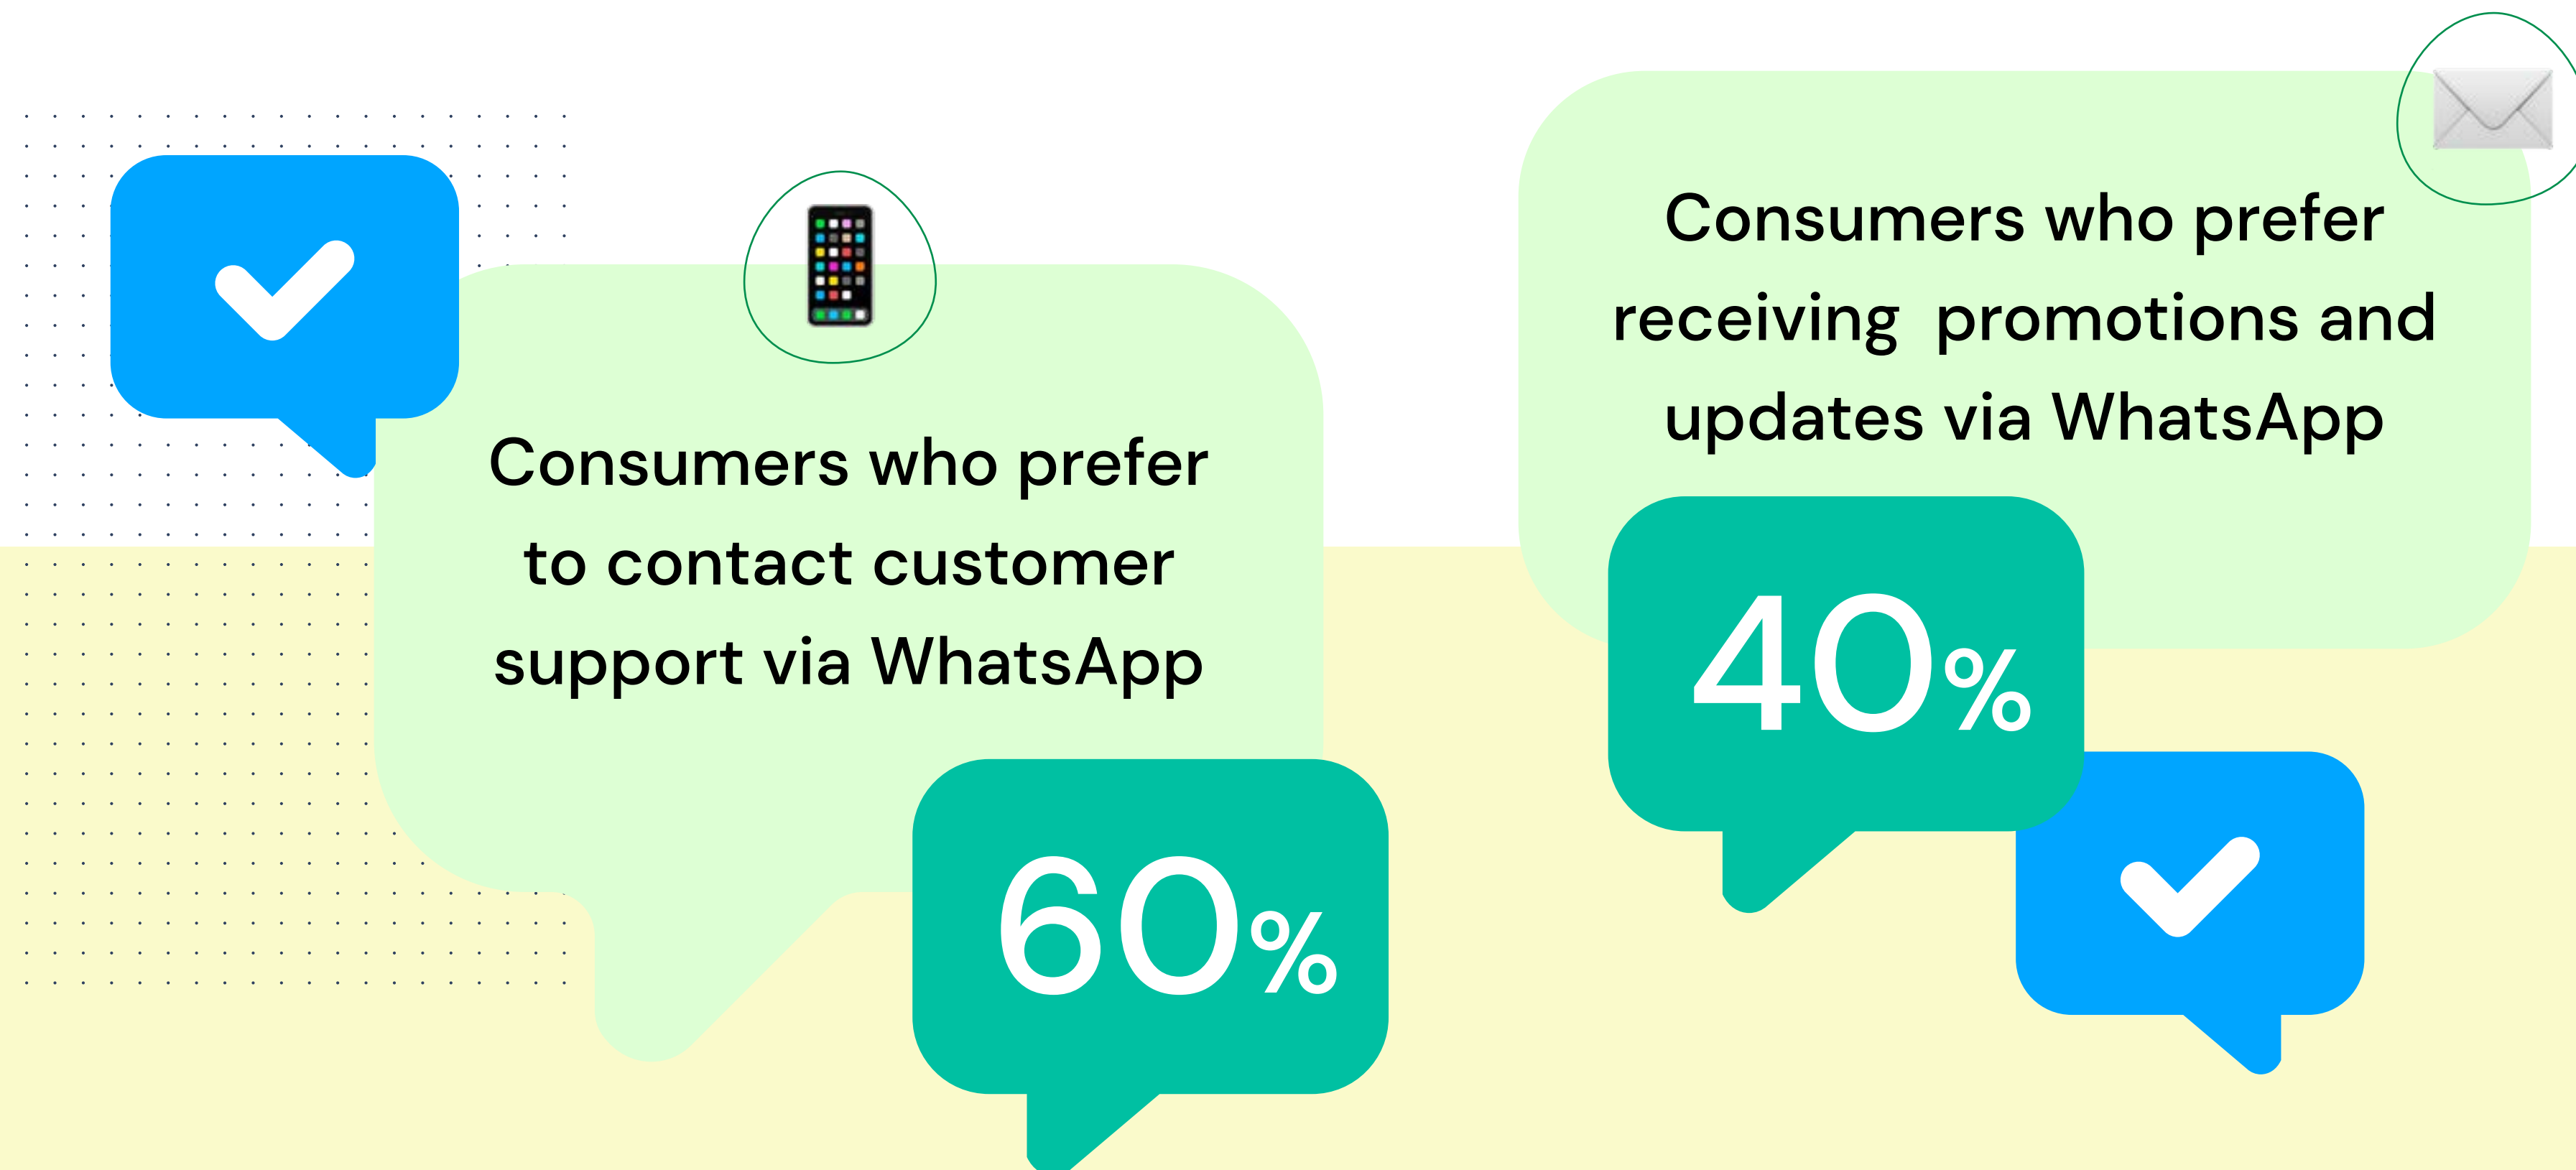 Consumers who prefer
to contact customer
support via WhatsApp
60%
Consumers who prefer
receiving  promotions and
updates via WhatsApp
40%